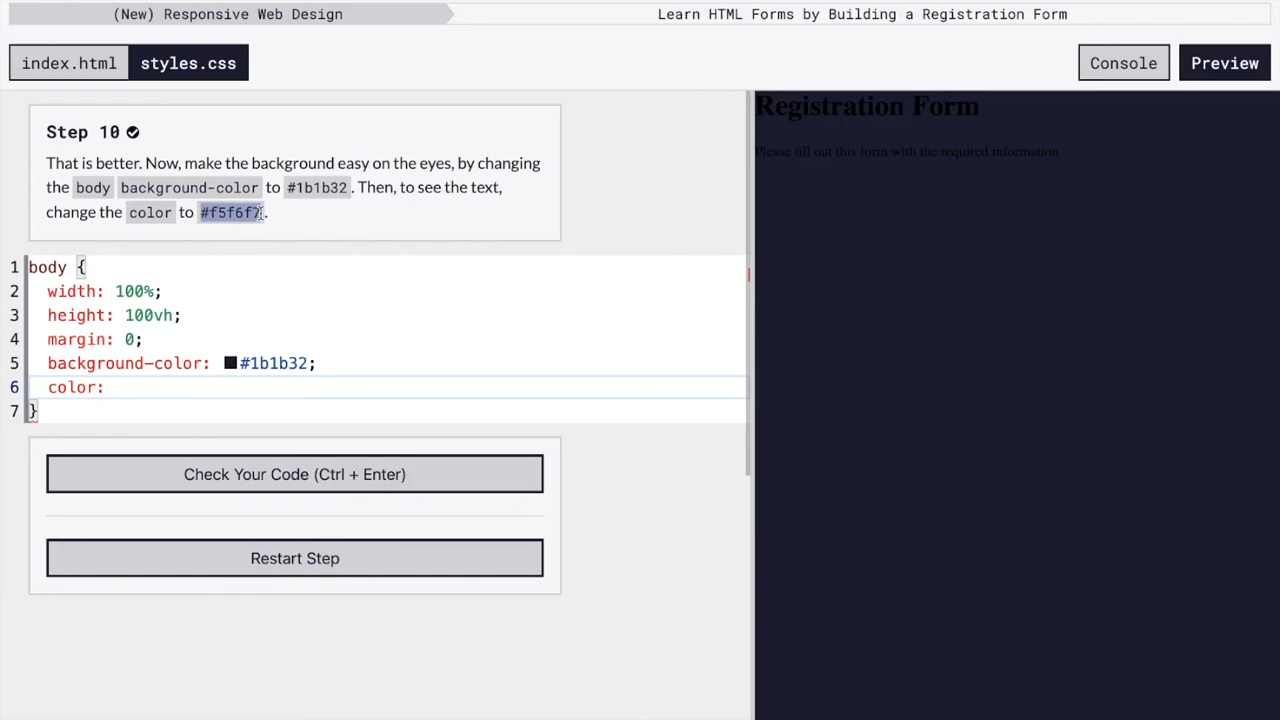 (New) Responsive Web Design
Learn HTML Forms by Building a Registration Form
index.html
styles.css
Console
Preview
Step 10
That is better. Now, make the background easy on the eyes, by changing
the body background-color to #1b1b32. Then, to see the text,
change the color to #f5f6f7.
1 body {
2 width: 100%;
3 height: 100vh;
4 margin: 0;
5 background-color: #1b1b32;
6 color:
7 }
Check Your Code (Ctrl + Enter)
Restart Step
Registration Form
Please fill out this form with the required information